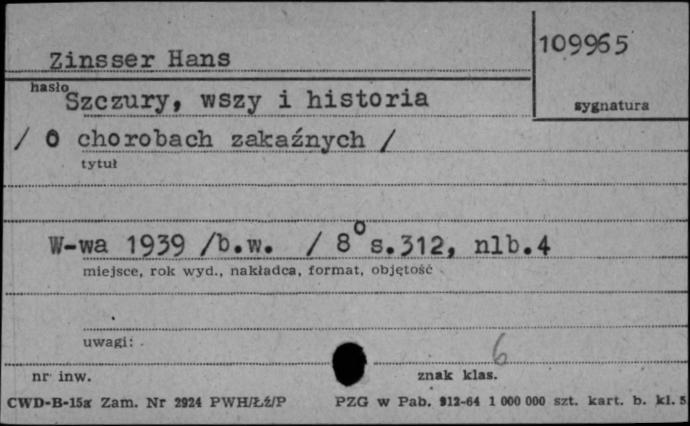 Zinsser Hans
109965
hasło
Szczury, wszy i historia
sygnatura
/ O chorobach zakaźnych /
tytuł
W-wa 1939 /b.w. / 8° s.312, nlb.4
miejsce, rok wyd., nakładca, format, objętość
uwagi:
6
nr inw.
znak klas.
CWD-B-15a Zam. Nr 2924 PWH/Łź/P
PZG w Pab. 912-64 1 000 000 szt. kart. b. kl. 5